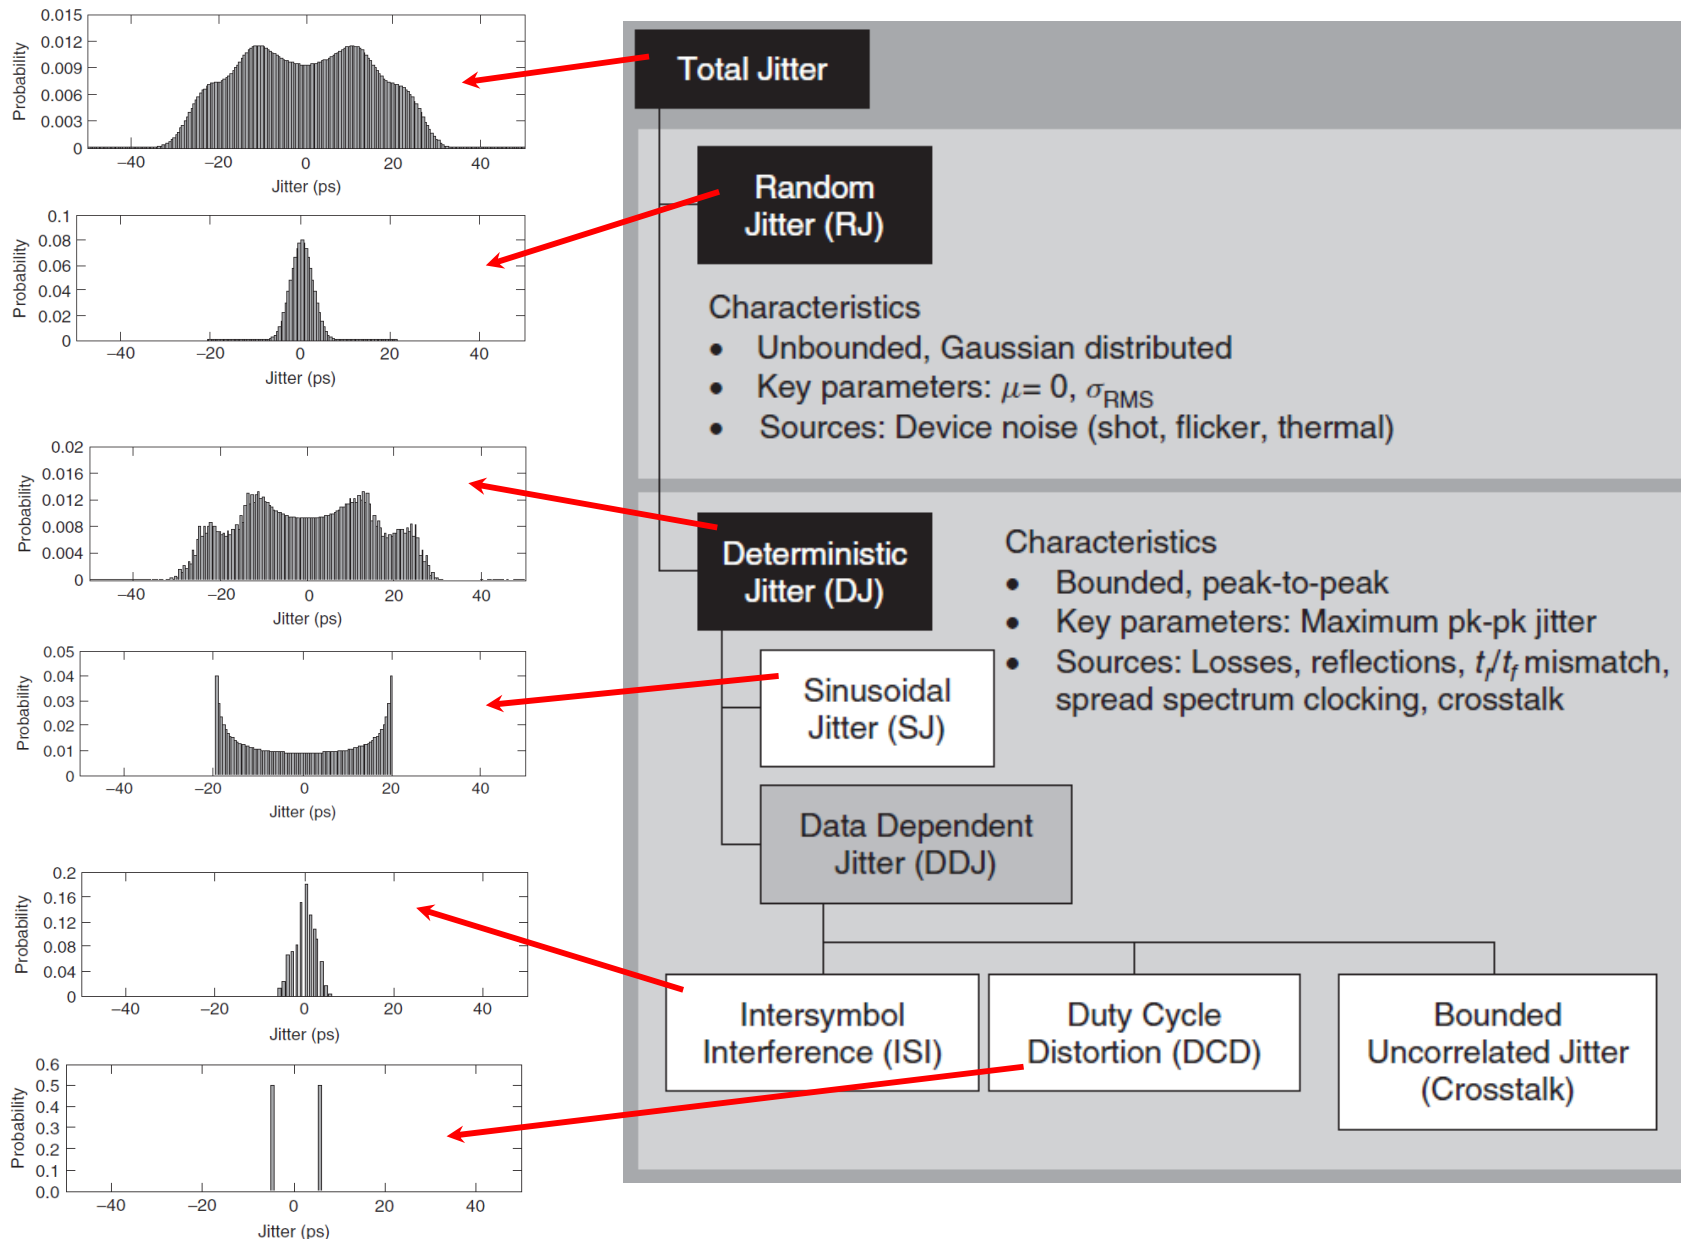 0.015
0.012
0.009
0.006
0.003
0
Probability
−40
−20
0
20
40
Jitter (ps)
0.1
0.08
0.06
0.04
0.02
0
Probability
−40
−20
0
20
40
Jitter (ps)
0.02
0.016
0.012
0.008
0.004
0
Probability
−40
−20
0
20
40
Jitter (ps)
0.05
0.04
0.03
0.02
0.01
0
Probability
−40
−20
0
20
40
Jitter (ps)
0.2
0.16
0.12
0.08
0.04
0
Probability
−40
−20
0
20
40
Jitter (ps)
0.6
0.5
0.4
0.3
0.2
0.1
0.0
Probability
−40
−20
0
20
40
Jitter (ps)
Total Jitter
Random
Jitter (RJ)
Characteristics
• Unbounded, Gaussian distributed
• Key parameters: μ= 0, σRMS
• Sources: Device noise (shot, flicker, thermal)
Deterministic
Jitter (DJ)
Characteristics
• Bounded, peak-to-peak
• Key parameters: Maximum pk-pk jitter
• Sources: Losses, reflections, tr/tf mismatch,
spread spectrum clocking, crosstalk
Sinusoidal
Jitter (SJ)
Data Dependent
Jitter (DDJ)
Intersymbol
Interference (ISI)
Duty Cycle
Distortion (DCD)
Bounded
Uncorrelated Jitter
(Crosstalk)